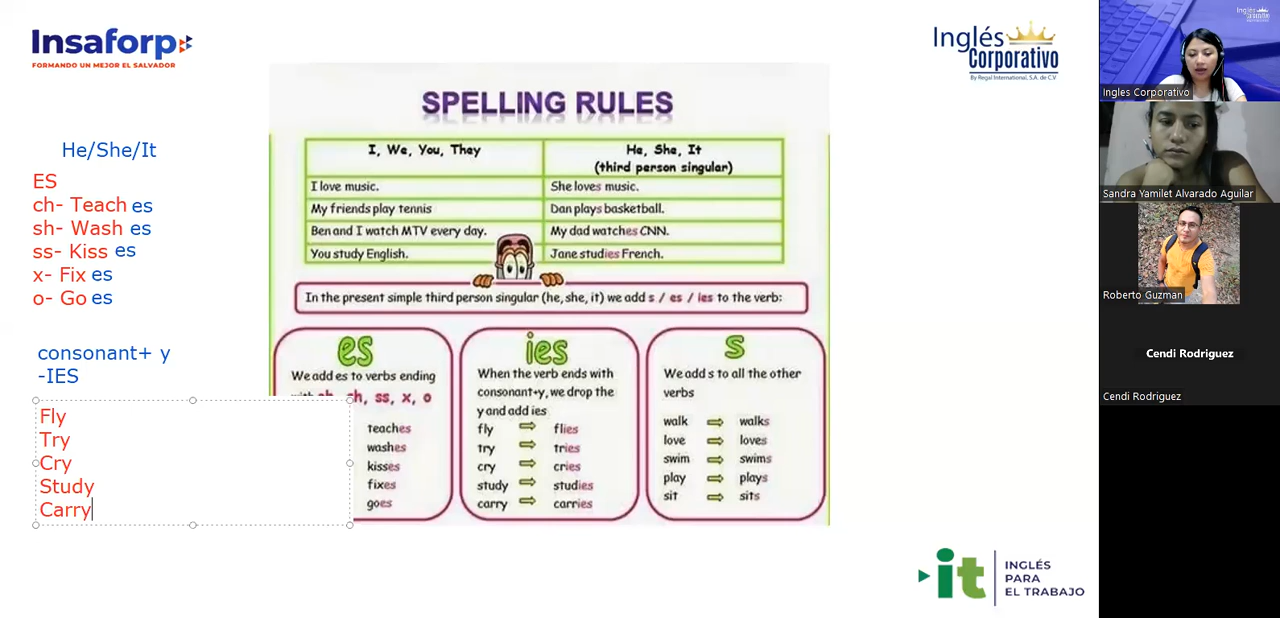 Insaforp
FORMANDO UN MEJOR EL SALVADOR
Inglés
Corporativo
By Regal International, S.A. de C.V
He/She/It
ES
ch- Teach es
sh- Wash es
ss- Kiss es
x- Fix es
o- Go es
consonant+ y
-IES
Fly
Try
Cry
Study
Carry
SPELLING RULES
I, We, You, They
He, She, It
(third person singular)
I love music.
She loves music.
My friends play tennis
Dan plays basketball.
Ben and I watch MTV every day.
My dad watches CNN.
You study English.
Jane studies French.
In the present simple third person singular (he, she, it) we add s / es / ies to the verb:
es
We add es to verbs ending
sh, ss, x, o
teaches
washes
kisses
fixes
goes
ies
When the verb ends with
consonant+y, we drop the
y and add ies
fly flies
try tries
cry cries
study studies
carry carries
s
We add s to all the other
verbs
walk walks
love loves
swim swims
play plays
sit sits
it
INGLÉS
PARA
EL TRABAJO
Ingles Corporativo
Sandra Yamilet Alvarado Aguilar
Roberto Guzman
Cendi Rodriguez
Cendi Rodriguez